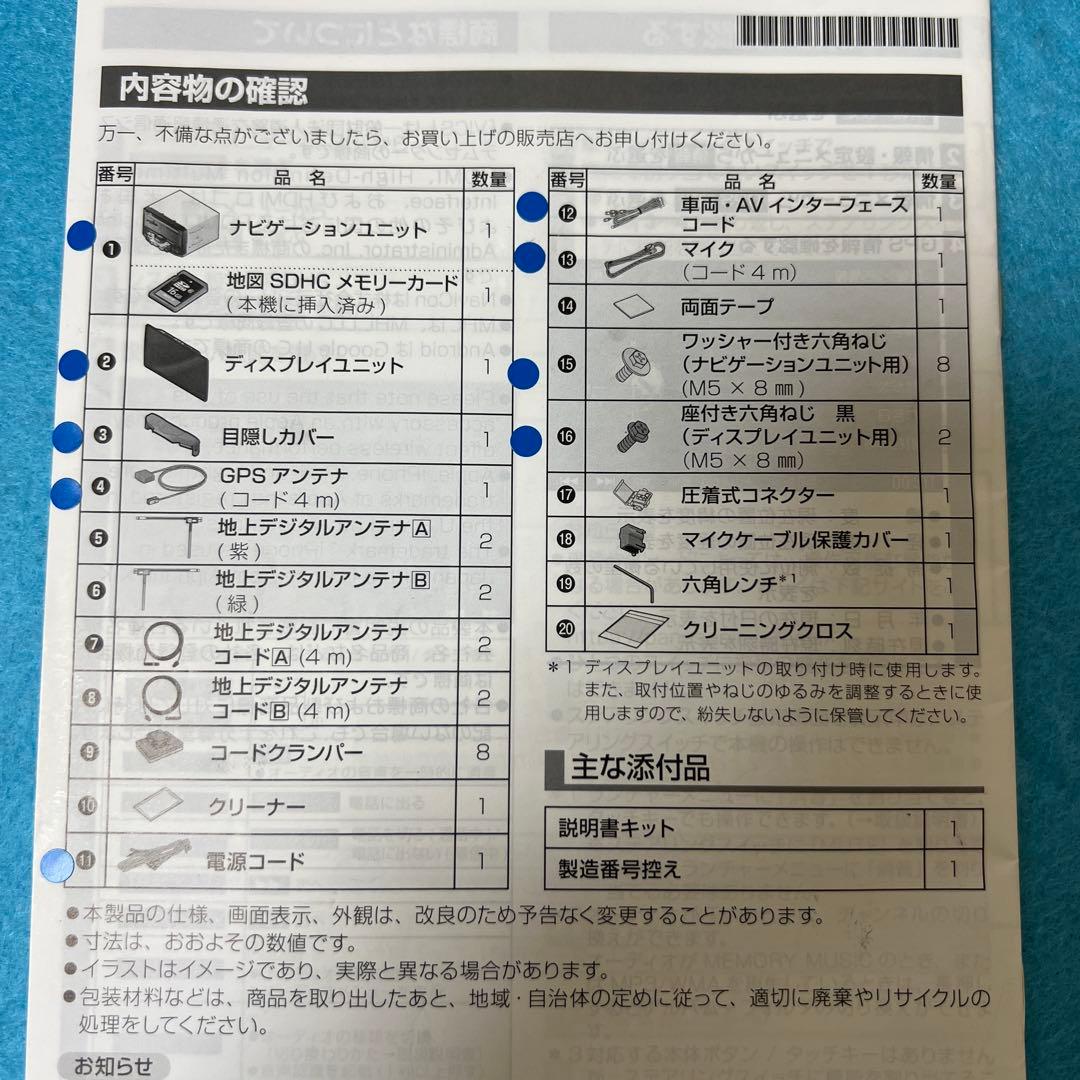 内容物の確認
万一、不備な点がございましたら、お買い上げの販売店へお申し付けください。
番号 品 名 数量
❶ ナビゲーションユニット 1
地図 SDHC メモリーカード
(本機に挿入済み) 1
❷ ディスプレイユニット 1
❸ 目隠しカバー 1
❹ GPS アンテナ
(コード 4 m) 1
❺ 地上デジタルアンテナA
(紫) 2
❻ 地上デジタルアンテナB
(緑) 2
❼ 地上デジタルアンテナ
コードA (4 m) 2
❽ 地上デジタルアンテナ
コードB (4 m) 2
❾ コードクランパー 8
❿ クリーナー 1
⓫ 電源コード 1
番号 品 名 数量
⓬ 車両・AV インターフェース
コード 1
⓭ マイク
(コード 4 m) 1
⓮ 両面テープ 1
⓯ ワッシャー付き六角ねじ
(ナビゲーションユニット用)
(M5 × 8 ㎜) 8
⓰ 座付き六角ねじ 黒
(ディスプレイユニット用)
(M5 × 8 ㎜) 2
⓱ 圧着式コネクター 1
⓲ マイクケーブル保護カバー 1
⓳ 六角レンチ*1 1
⓴ クリーニングクロス 1
*1 ディスプレイユニットの取り付け時に使用します。
また、取付位置やねじのゆるみを調整するときに使
用しますので、紛失しないように保管してください。
主な添付品
説明書キット 1
製造番号控え 1
●本製品の仕様、画面表示、外観は、改良のため予告なく変更することがあります。
●寸法は、おおよその数値です。
●イラストはイメージであり、実際と異なる場合があります。
●包装材料などは、商品を取り出したあと、地域・自治体の定めに従って、適切に廃棄やリサイクルの
処理をしてください。
お知らせ